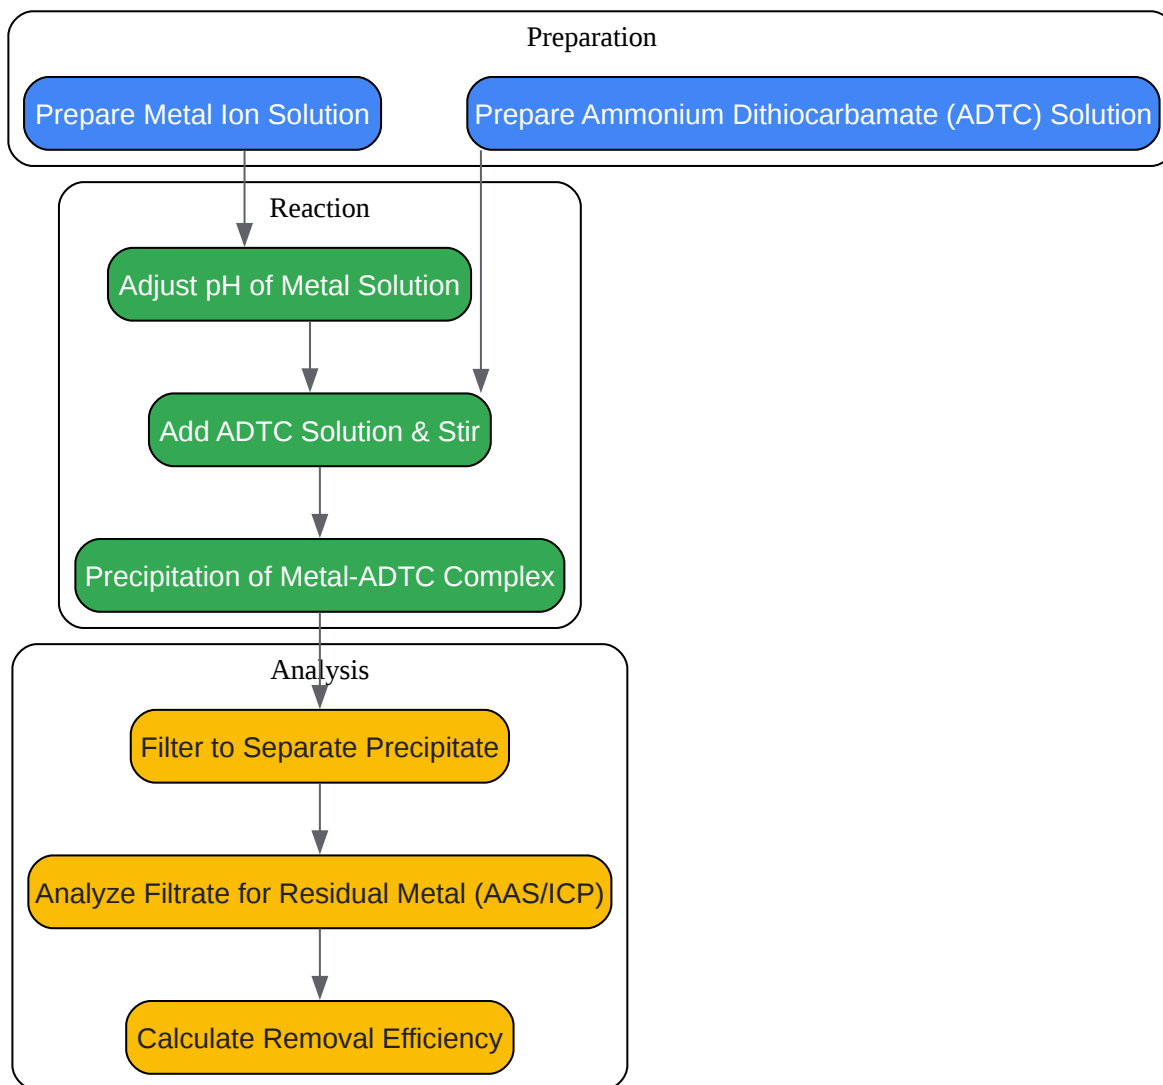 Preparation
Prepare Metal Ion Solution
Prepare Ammonium Dithiocarbamate (ADTC) Solution
Reaction
Adjust pH of Metal Solution
Add ADTC Solution & Stir
Precipitation of Metal-ADTC Complex
Analysis
Filter to Separate Precipitate
Analyze Filtrate for Residual Metal (AAS/ICP)
Calculate Removal Efficiency